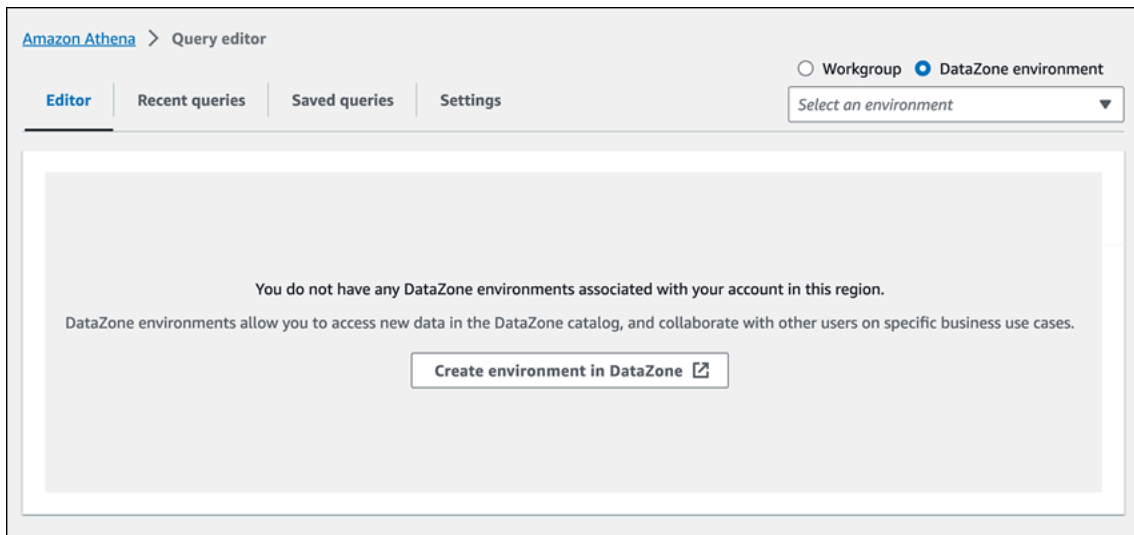 Amazon Athena > Query editor
Workgroup DataZone environment
Editor Recent queries Saved queries Settings
Select an environment
You do not have any DataZone environments associated with your account in this region.
DataZone environments allow you to access new data in the DataZone catalog, and collaborate with other users on specific business use cases.
Create environment in DataZone